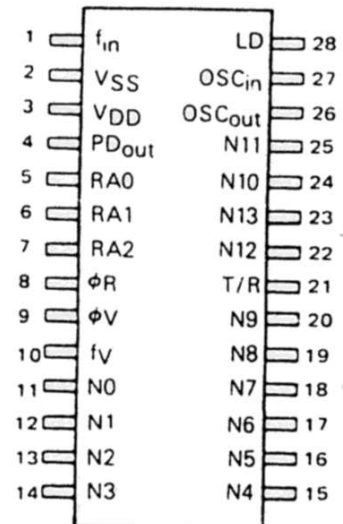 1 fin LD 28
2 VSS OSCin 27
3 VDD OSCout 26
4 PDout N11 25
5 RA0 N10 24
6 RA1 N13 23
7 RA2 N12 22
8 ϕR T/R 21
9 ϕV N9 20
10 fV N8 19
11 N0 N7 18
12 N1 N6 17
13 N2 N5 16
14 N3 N4 15